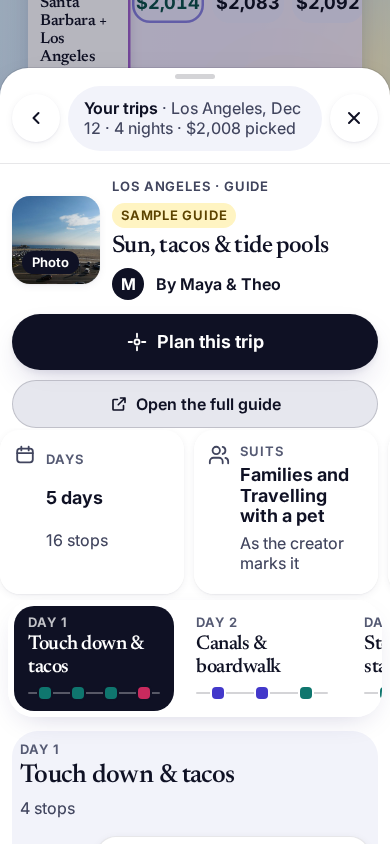 Santa
Barbara +
Los
Angeles
$2,014 $2,083 $2,092
Your trips · Los Angeles, Dec
12 · 4 nights · $2,008 picked
LOS ANGELES · GUIDE
SAMPLE GUIDE
Sun, tacos & tide pools
Photo
M By Maya & Theo
Plan this trip
Open the full guide
DAYS
5 days
16 stops
SUITS
Families and
Travelling
with a pet
As the creator
marks it
DAY 1
Touch down &
tacos
DAY 2
Canals &
boardwalk
DAY 1
Touch down & tacos
4 stops